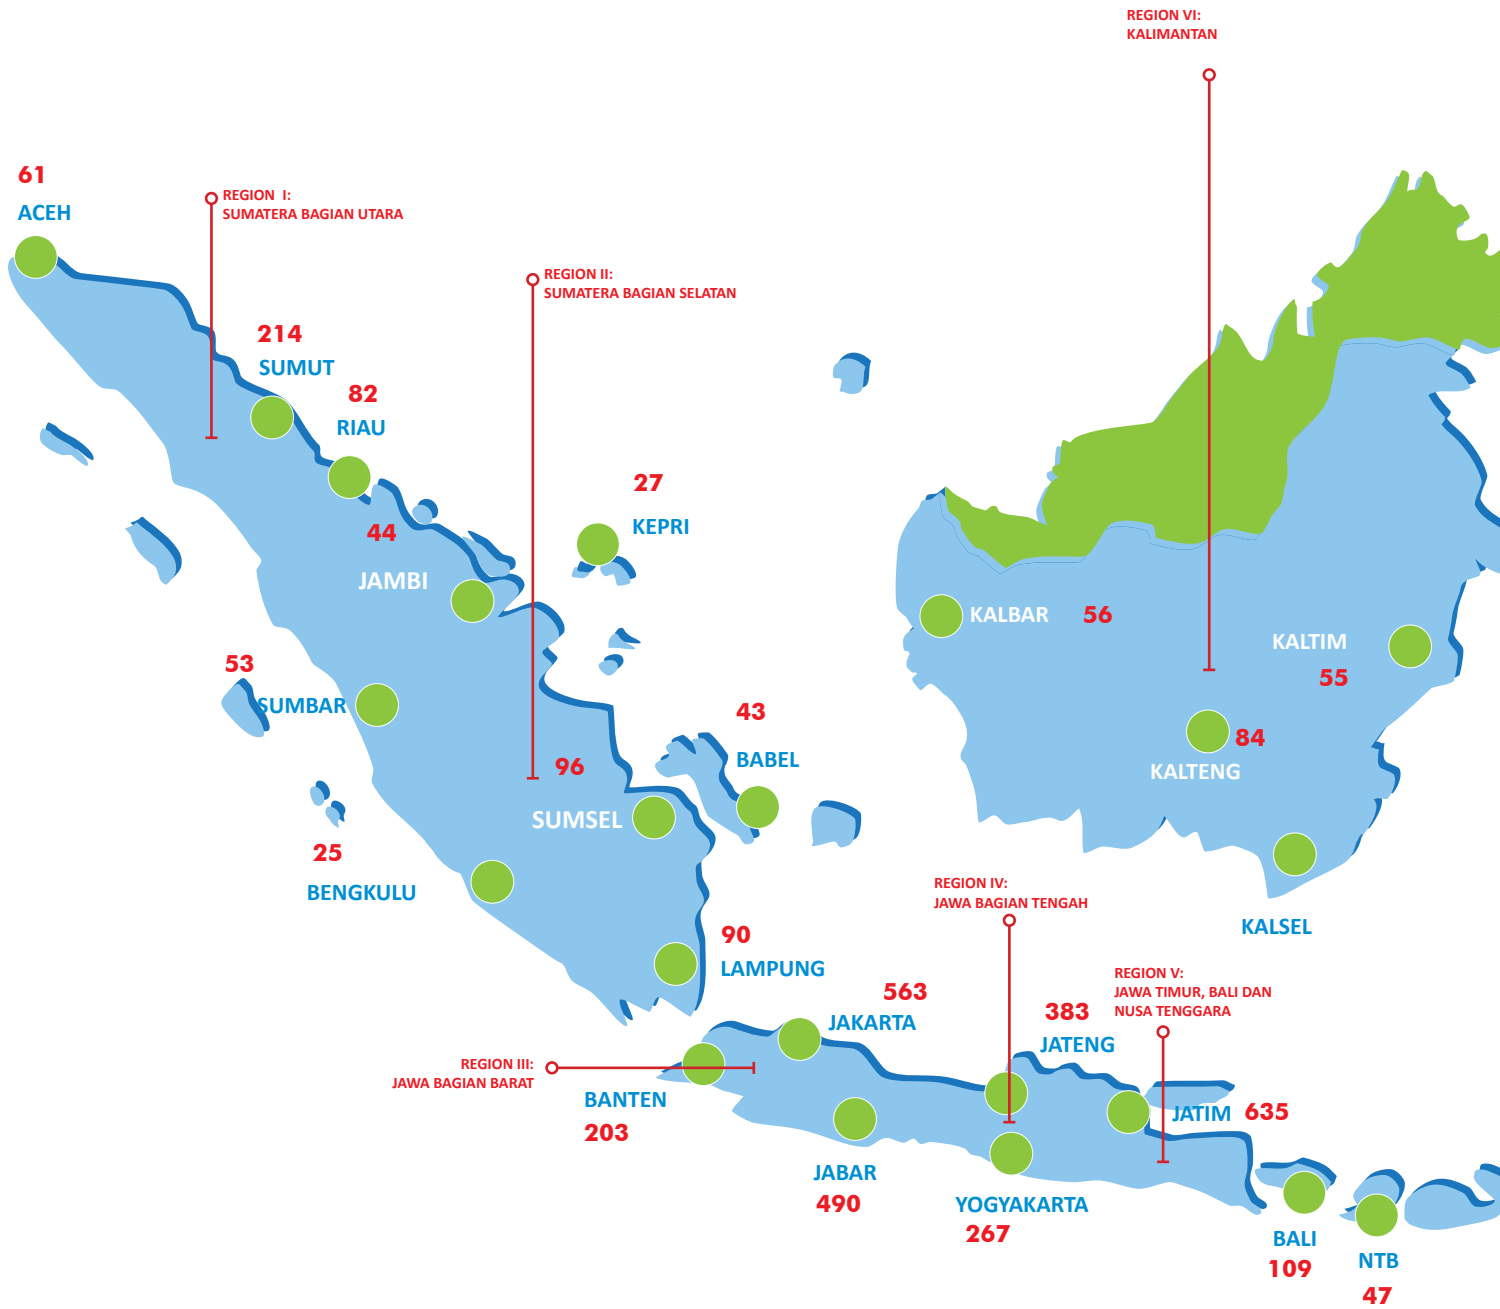 REGION VI:
KALIMANTAN
61
ACEH
REGION I:
SUMATERA BAGIAN UTARA
REGION II:
SUMATERA BAGIAN SELATAN
214
SUMUT
82
RIAU
27
KEPRI
44
JAMBI
KALBAR 56
KALTIM
55
53
SUMBAR
43
BABEL
84
KALTENG
96
SUMSEL
25
BENGKULU
REGION IV:
JAWA BAGIAN TENGAH
KALSEL
90
LAMPUNG
REGION V:
JAWA TIMUR, BALI DAN
NUSA TENGGARA
563
JAKARTA
383
JATENG
REGION III:
JAWA BAGIAN BARAT
BANTEN
203
JATIM 635
JABAR
490
YOGYAKARTA
267
BALI
109
NTB
47